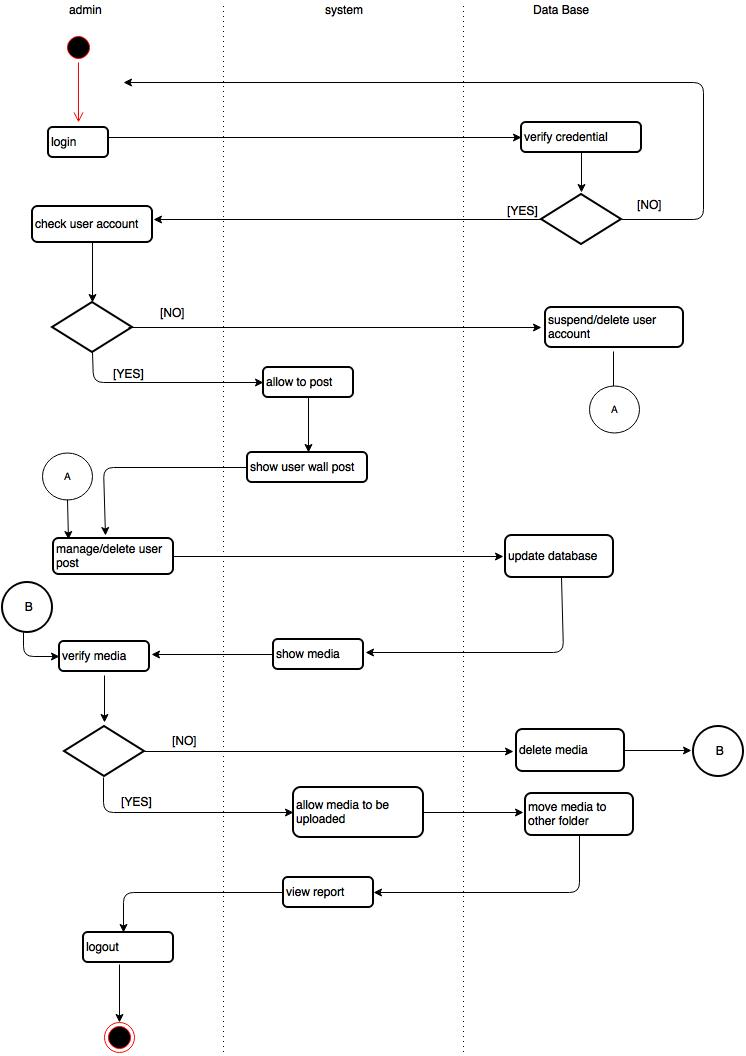 admin
system
Data Base
login
verify credential
[YES]
[NO]
check user account
[NO]
suspend/delete user
account
[YES]
allow to post
A
show user wall post
A
manage/delete user
post
update database
B
verify media
show media
[NO]
delete media
B
[YES]
allow media to be
uploaded
move media to
other folder
view report
logout